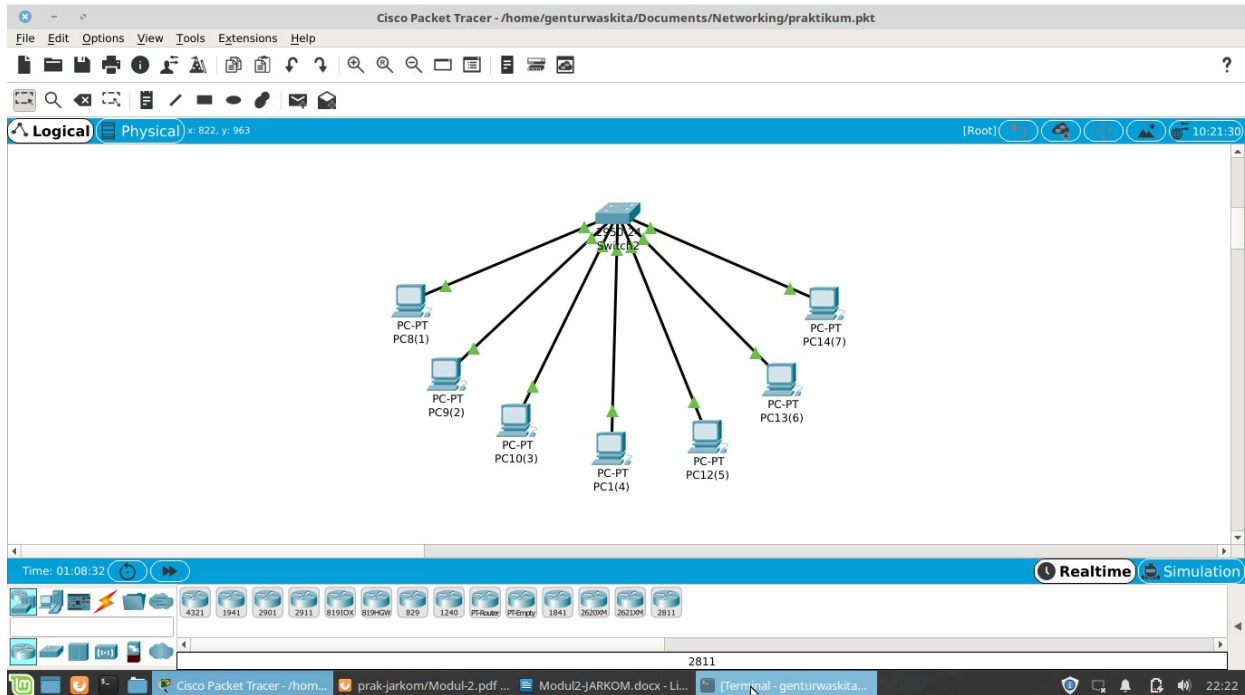 Cisco Packet Tracer - /home/genturwaskita/Documents/Networking/praktikum.pkt
File Edit Options View Tools Extensions Help
?
Logical Physical x: 822, y: 963 [Root] 10:21:30
2950-24
Switch2
PC-PT
PC8(1)
PC-PT
PC14(7)
PC-PT
PC9(2)
PC-PT
PC13(6)
PC-PT
PC10(3)
PC-PT
PC12(5)
PC-PT
PC1(4)
Time: 01:08:32 Realtime Simulation
4321 1941 2901 2911 819IOX 819HGW 829 1240 PT-Router PT-Empty 1841 2620XM 2621XM 2811
2811
Cisco Packet Tracer - /hom... prak-jarkom/Modul-2.pdf ... Modul2-JARKOM.docx - Li... [Terminal - genturwaskita... 22:22